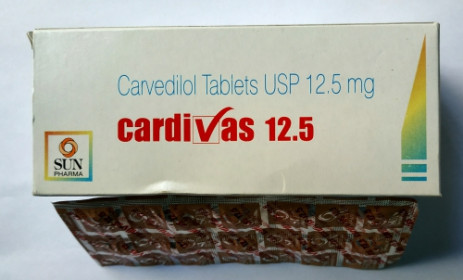 Carvedilol Tablets USP 12.5 mg
cardivas 12.5
SUN
PHARMA